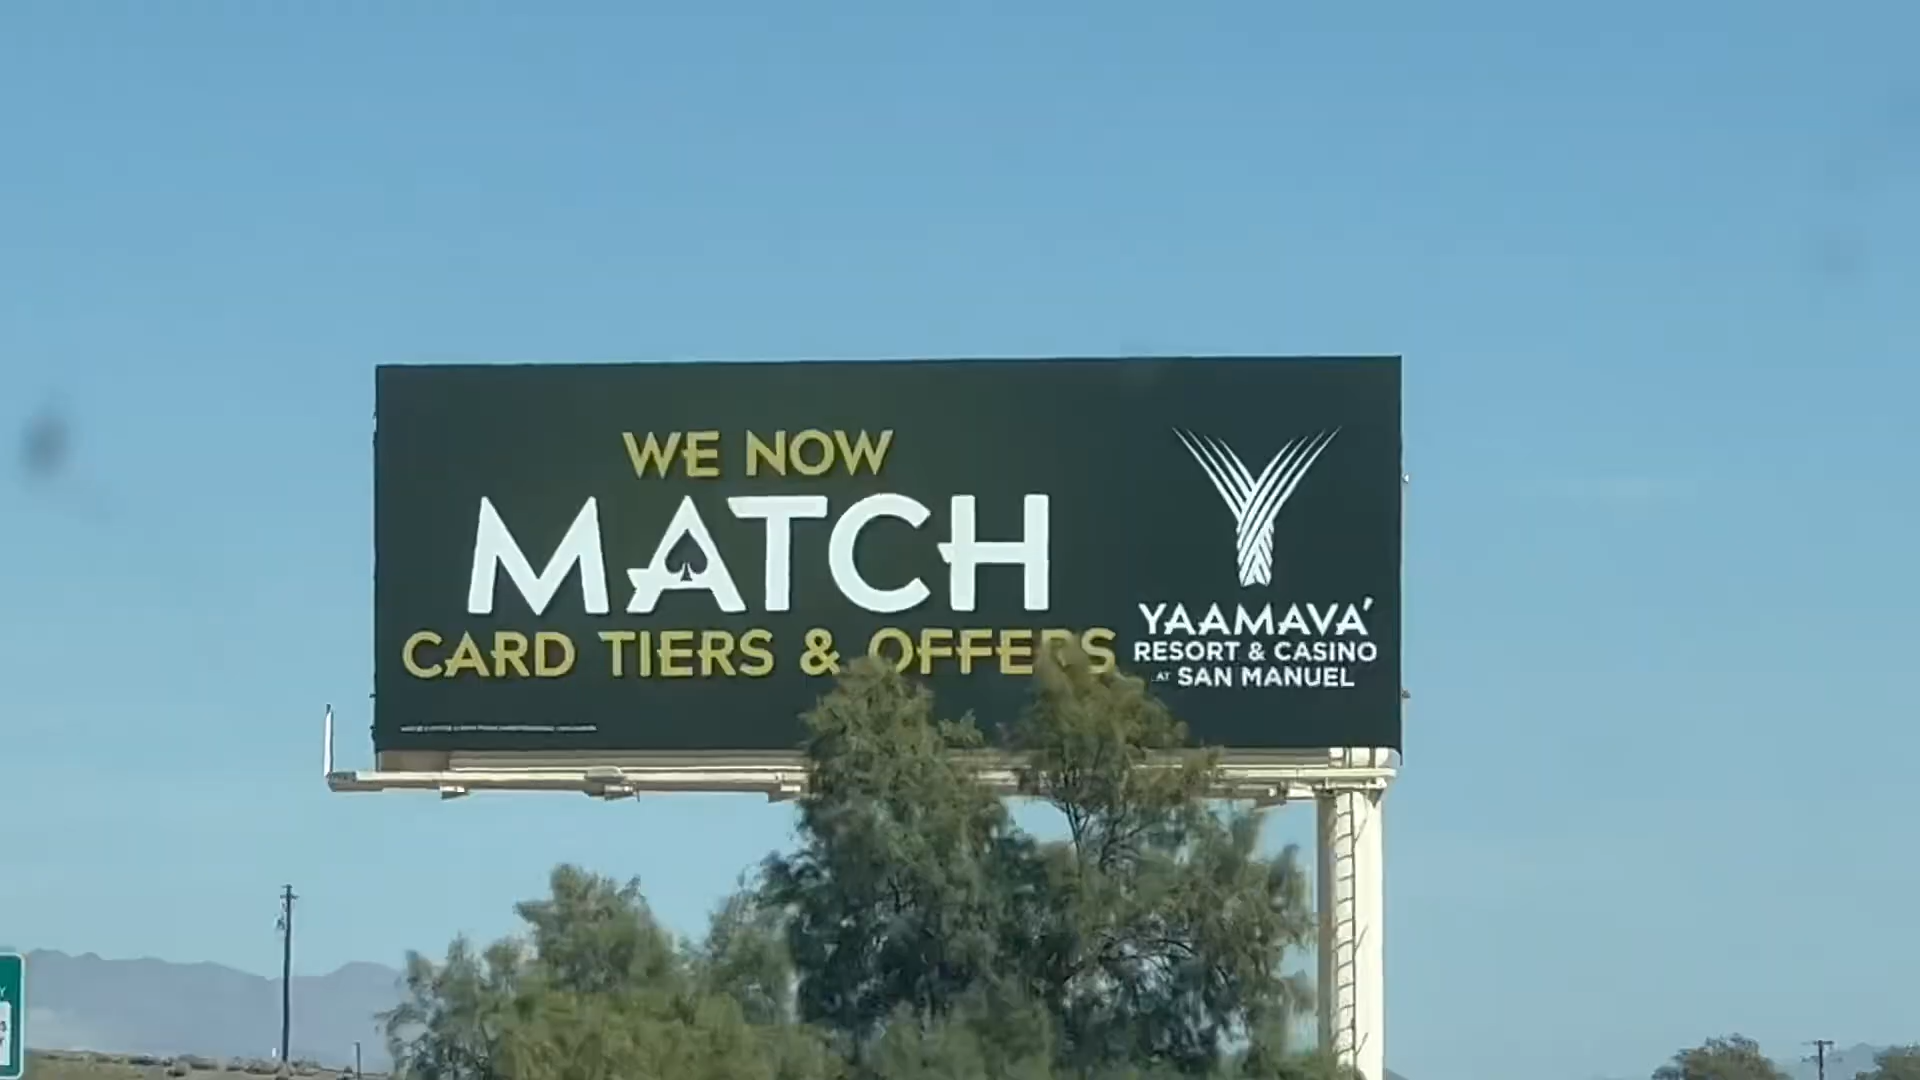 WE NOW
MATCH
CARD TIERS & OFFERS
YAAMAVA'
RESORT & CASINO
AT SAN MANUEL